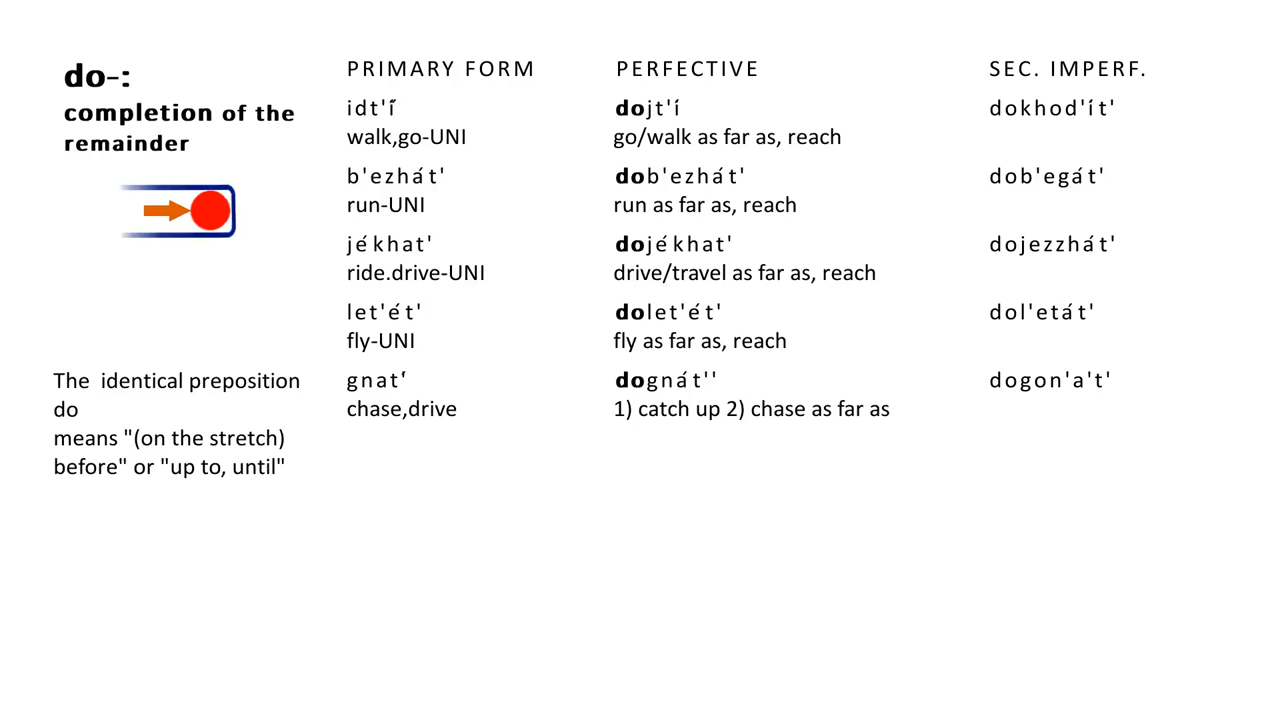 do-:
completion of the
remainder
The identical preposition
do
means "(on the stretch)
before" or "up to, until"
PRIMARY FORM PERFECTIVE SEC. IMPERF.
idt'í dojt'í dokhod'ít'
walk,go-UNI go/walk as far as, reach
b'ezhát' dob'ezhát' dob'egát'
run-UNI run as far as, reach
jékhat' dojékhat' dojezzhát'
ride.drive-UNI drive/travel as far as, reach
let'ét' dolet'ét' dol'etát'
fly-UNI fly as far as, reach
gnat' dognát'' dogon'a't'
chase,drive 1) catch up 2) chase as far as